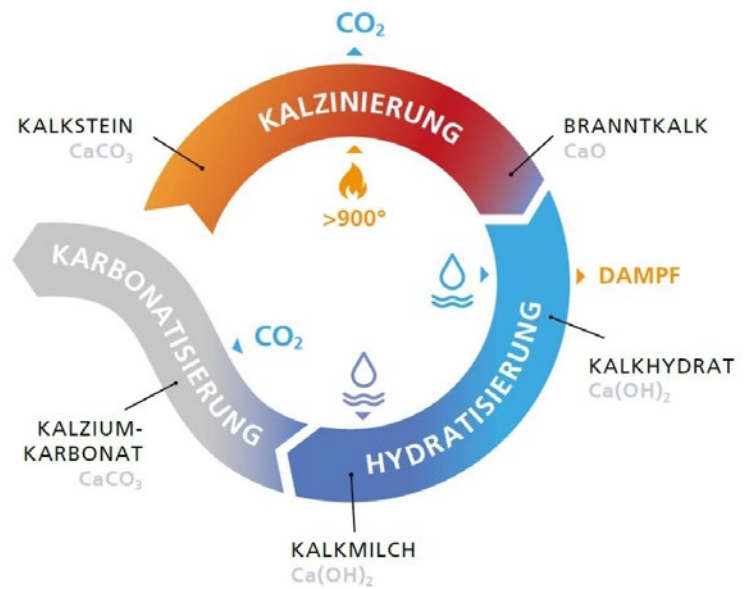 CO₂
KALZINIERUNG
KALKSTEIN
CaCO₃
BRANNTKALK
CaO
>900°
DAMPF
HYDRATISIERUNG
KALKHYDRAT
Ca(OH)₂
KALKMILCH
Ca(OH)₂
CO₂
KARBONATISIERUNG
KALZIUM-
KARBONAT
CaCO₃